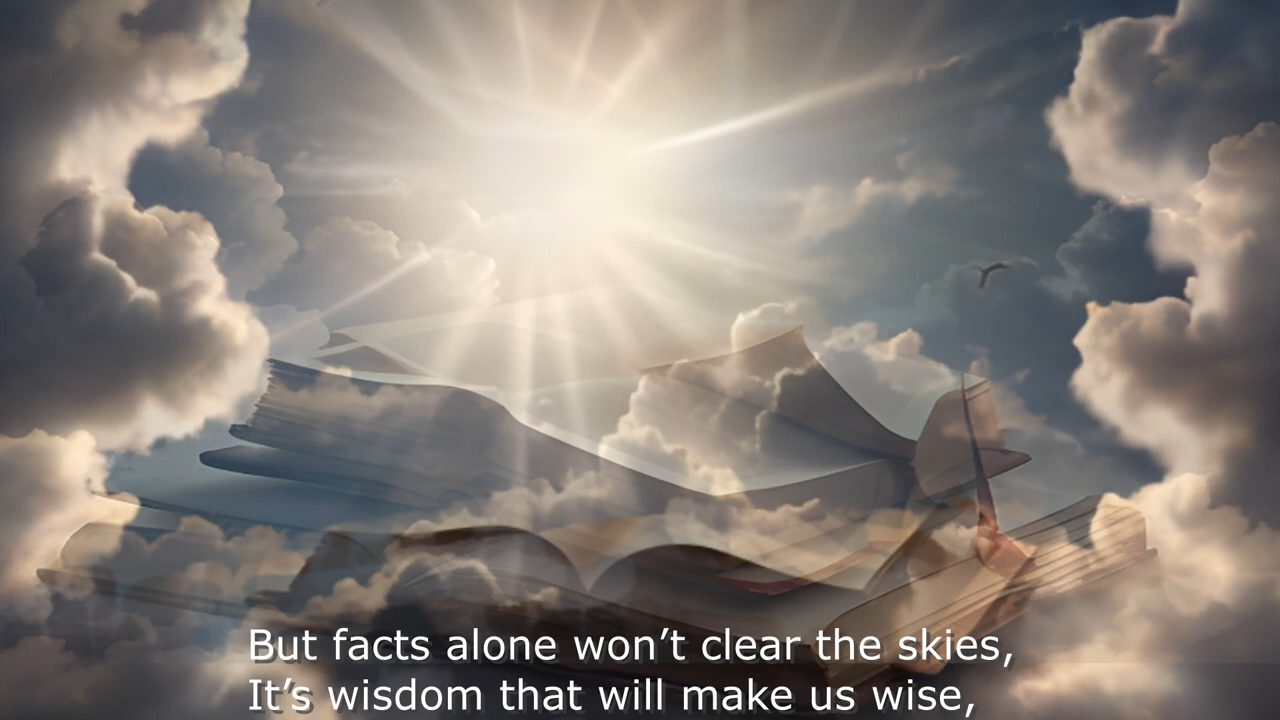 But facts alone won’t clear the skies,
It’s wisdom that will make us wise,